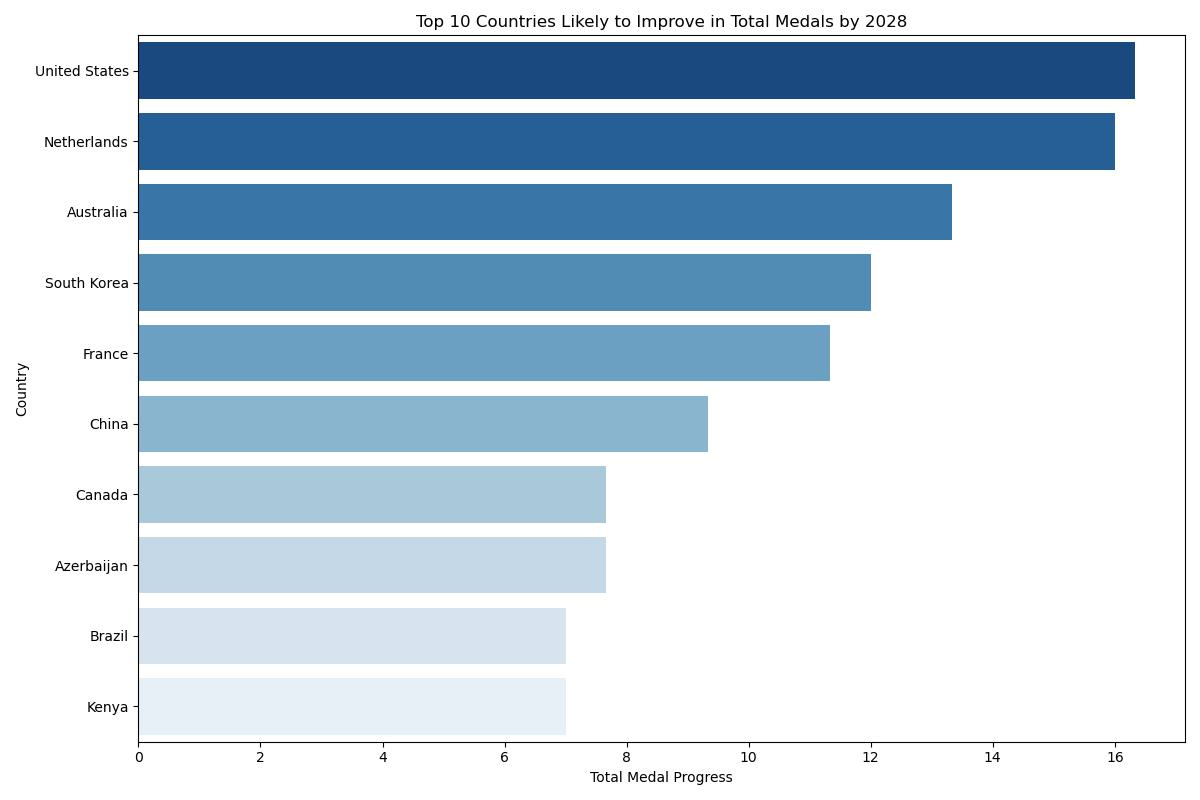 Top 10 Countries Likely to Improve in Total Medals by 2028
Country
United States
Netherlands
Australia
South Korea
France
China
Canada
Azerbaijan
Brazil
Kenya
0 2 4 6 8 10 12 14 16
Total Medal Progress